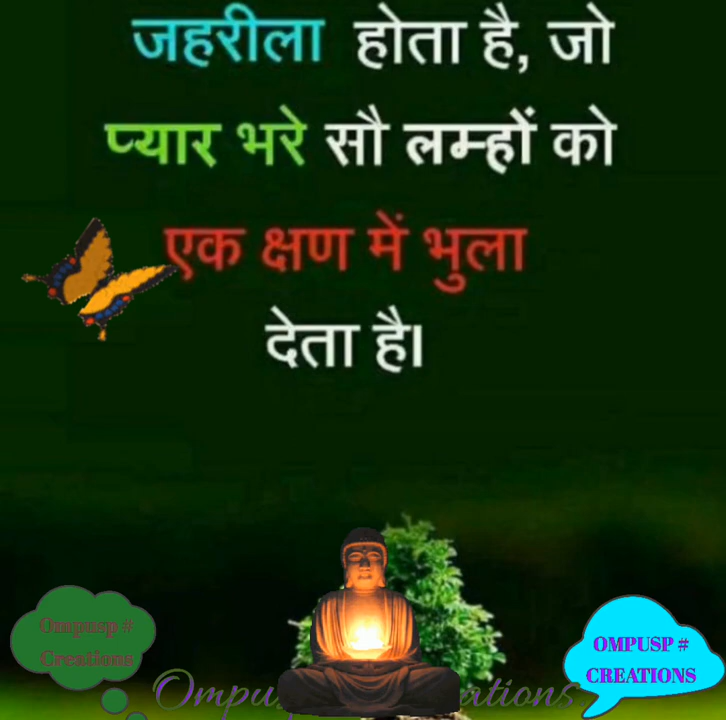 जहरीला होता है, जो
प्यार भरे सौ लम्हों को
एक क्षण में भुला
देता है।
Ompusp #
Creations
OMPUSP #
CREATIONS